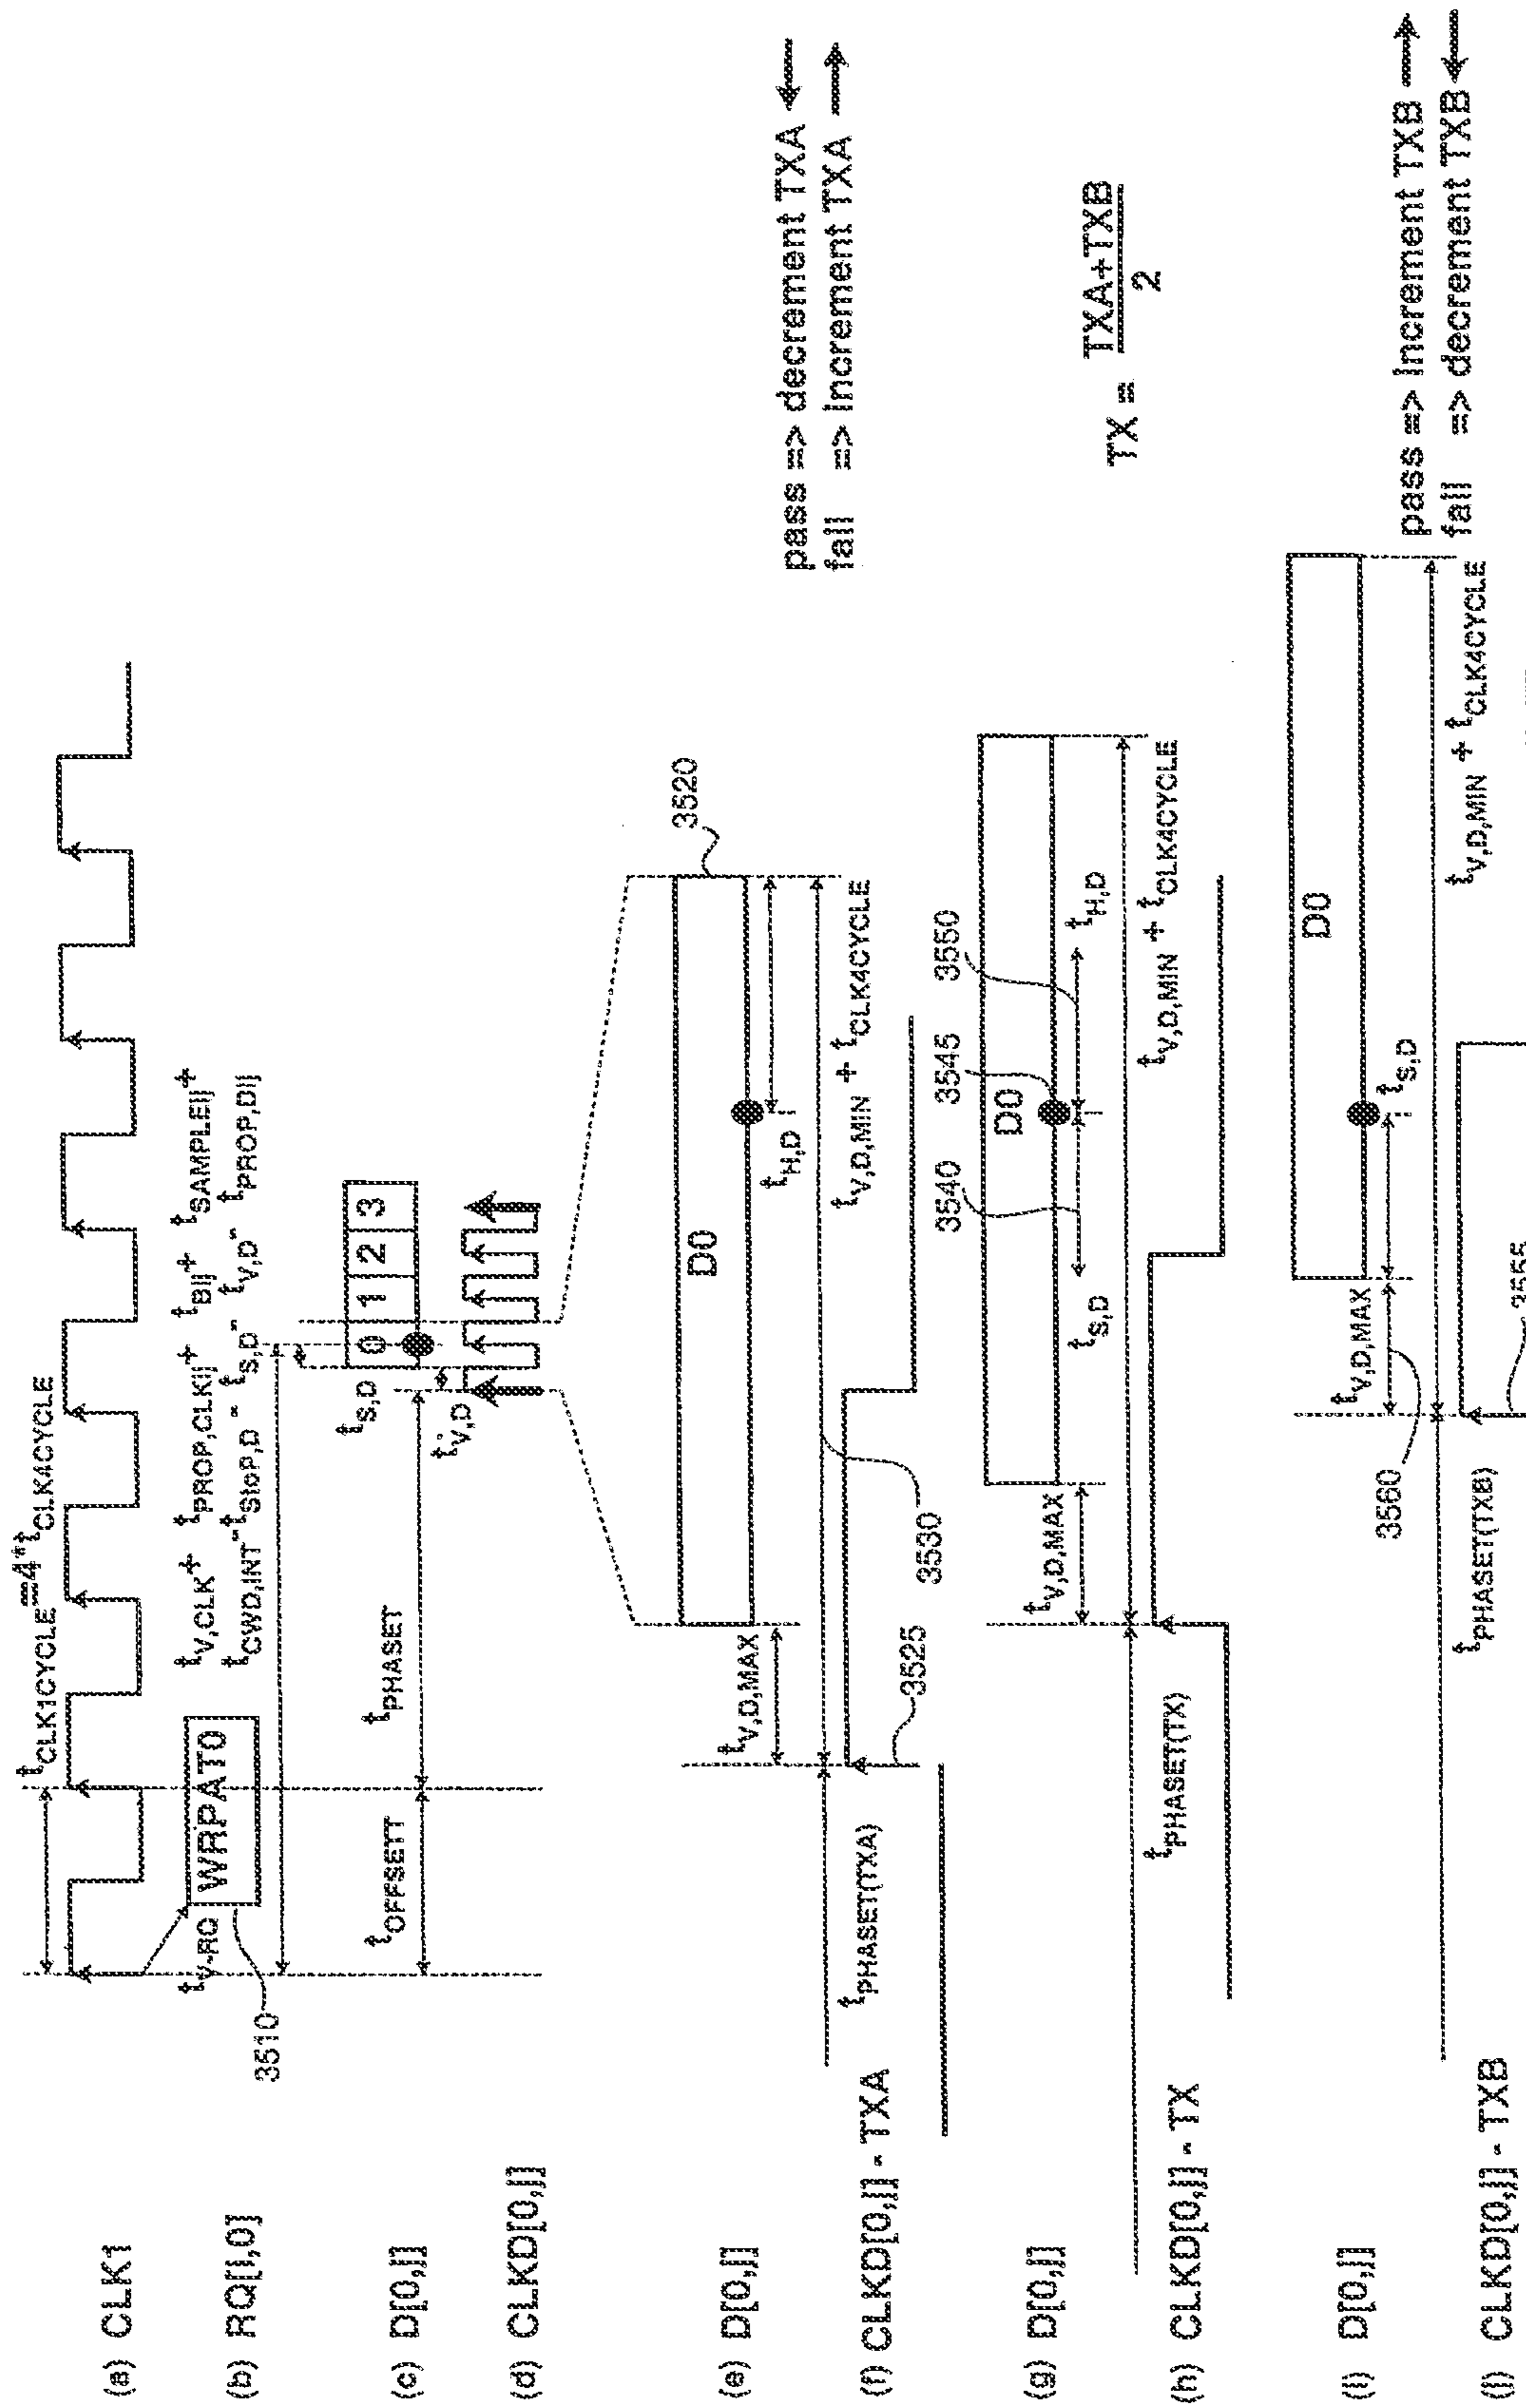 (a) CLK1
tCLK1CYCLE=4*tCLK4CYCLE
(b) RQ[i,0]
tV-RQ
WRPAT0
3510
tV,CLK+ tPROP,CLKij+ tBij+ tSAMPLEij+
tCWD,INT- tStoP,D- tS,D- tV,D- tPROP,Dij
(c) D[0,j]
tOFFSETT
tPHASET
tS,D
0 1 2 3
tV,D
(d) CLKD[0,j]
(e) D[0,j]
D0
3520
tV,D,MAX
tH,D
pass => decrement TXA
fail => increment TXA
(f) CLKD[0,j] - TXA
tPHASET(TXA)
3525
3530
tV,D,MIN + tCLK4CYCLE
(g) D[0,j]
D0
3540
3545
3550
tV,D,MAX
tS,D
tH,D
TX = TXA+TXB
2
(h) CLKD[0,j] - TX
tPHASET(TX)
tV,D,MIN + tCLK4CYCLE
(i) D[0,j]
D0
tV,D,MAX
3560
tS,D
pass => increment TXB
fail => decrement TXB
(j) CLKD[0,j] - TXB
tPHASET(TXB)
tV,D,MIN + tCLK4CYCLE